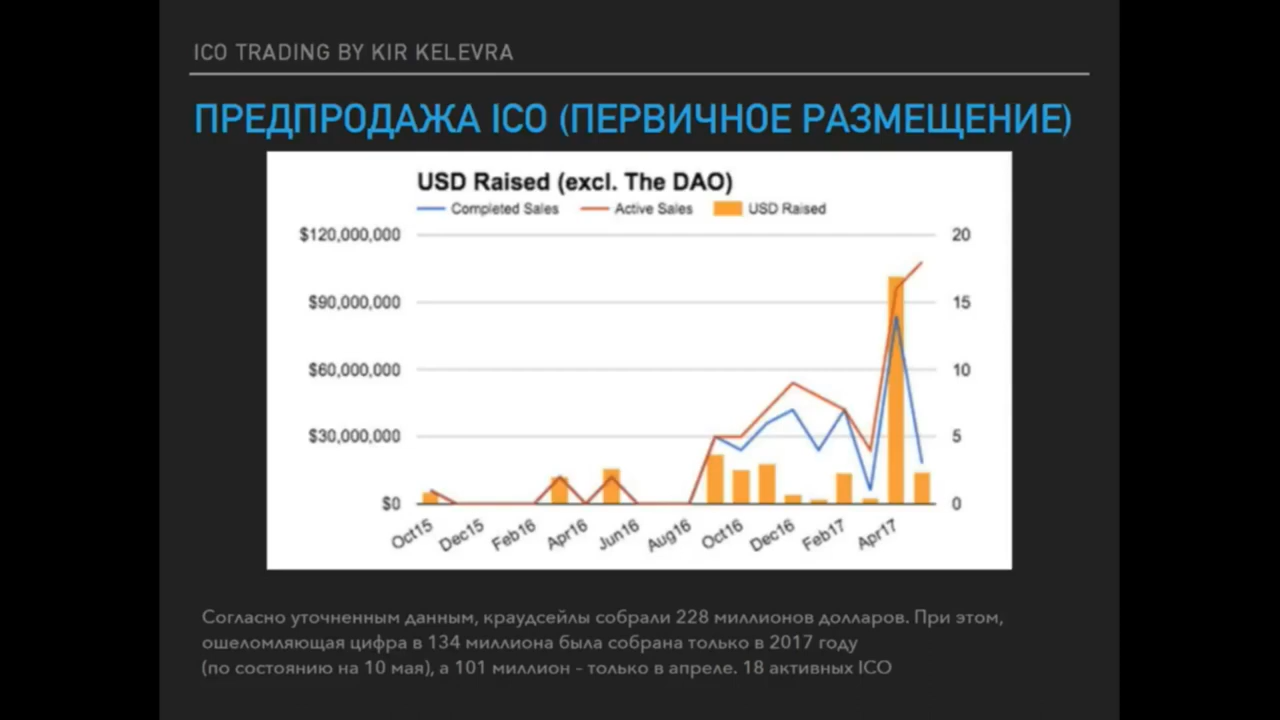 ICO TRADING BY KIR KELEVRA
ПРЕДПРОДАЖА ICO (ПЕРВИЧНОЕ РАЗМЕЩЕНИЕ)
USD Raised (excl. The DAO)
Completed Sales Active Sales USD Raised
$120,000,000 20
$90,000,000 15
$60,000,000 10
$30,000,000 5
$0 0
Oct15 Dec15 Feb16 Apr16 Jun16 Aug16 Oct16 Dec16 Feb17 Apr17
Согласно уточненным данным, краудсейлы собрали 228 миллионов долларов. При этом,
ошеломляющая цифра в 134 миллиона была собрана только в 2017 году
(по состоянию на 10 мая), а 101 миллион - только в апреле. 18 активных ICO